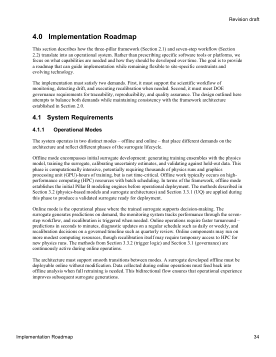 Revision draft
4.0 Implementation Roadmap
This section describes how the three-pillar framework (Section 2.1) and seven-step workflow (Section
2.2) translate into an operational system. Rather than prescribing specific software tools or platforms, we
focus on what capabilities are needed and how they should be developed over time. The goal is to provide
a roadmap that can guide implementation while remaining flexible to site-specific constraints and
evolving technology.
The implementation must satisfy two demands. First, it must support the scientific workflow of
monitoring, detecting drift, and executing recalibration when needed. Second, it must meet DOE
governance requirements for traceability, reproducibility, and quality assurance. The design outlined here
attempts to balance both demands while maintaining consistency with the framework architecture
established in Section 2.0.
4.1 System Requirements
4.1.1 Operational Modes
The system operates in two distinct modes – offline and online – that place different demands on the
architecture and reflect different phases of the surrogate lifecycle.
Offline mode encompasses initial surrogate development: generating training ensembles with the physics
model, training the surrogate, calibrating uncertainty estimates, and validating against held-out data. This
phase is computationally intensive, potentially requiring thousands of physics runs and graphics
processing unit (GPU)-hours of training, but is not time-critical. Offline work typically occurs on high-
performance computing (HPC) resources with batch scheduling. In terms of the framework, offline mode
establishes the initial Pillar B modeling engines before operational deployment. The methods described in
Section 3.2 (physics-based models and surrogate architectures) and Section 3.3.1 (UQ) are applied during
this phase to produce a validated surrogate ready for deployment.
Online mode is the operational phase where the trained surrogate supports decision-making. The
surrogate generates predictions on demand, the monitoring system tracks performance through the seven-
step workflow, and recalibration is triggered when needed. Online operations require faster turnaround –
predictions in seconds to minutes, diagnostic updates on a regular schedule such as daily or weekly, and
recalibration decisions on a governed timeline such as quarterly reviews. Online components may run on
more modest computing resources, though recalibration itself may require temporary access to HPC for
new physics runs. The methods from Section 3.3.2 (trigger logic) and Section 3.1 (governance) are
continuously active during online operations.
The architecture must support smooth transitions between modes. A surrogate developed offline must be
deployable online without modification. Data collected during online operations must feed back into
offline analysis when full retraining is needed. This bidirectional flow ensures that operational experience
improves subsequent surrogate generations.
Implementation Roadmap 34